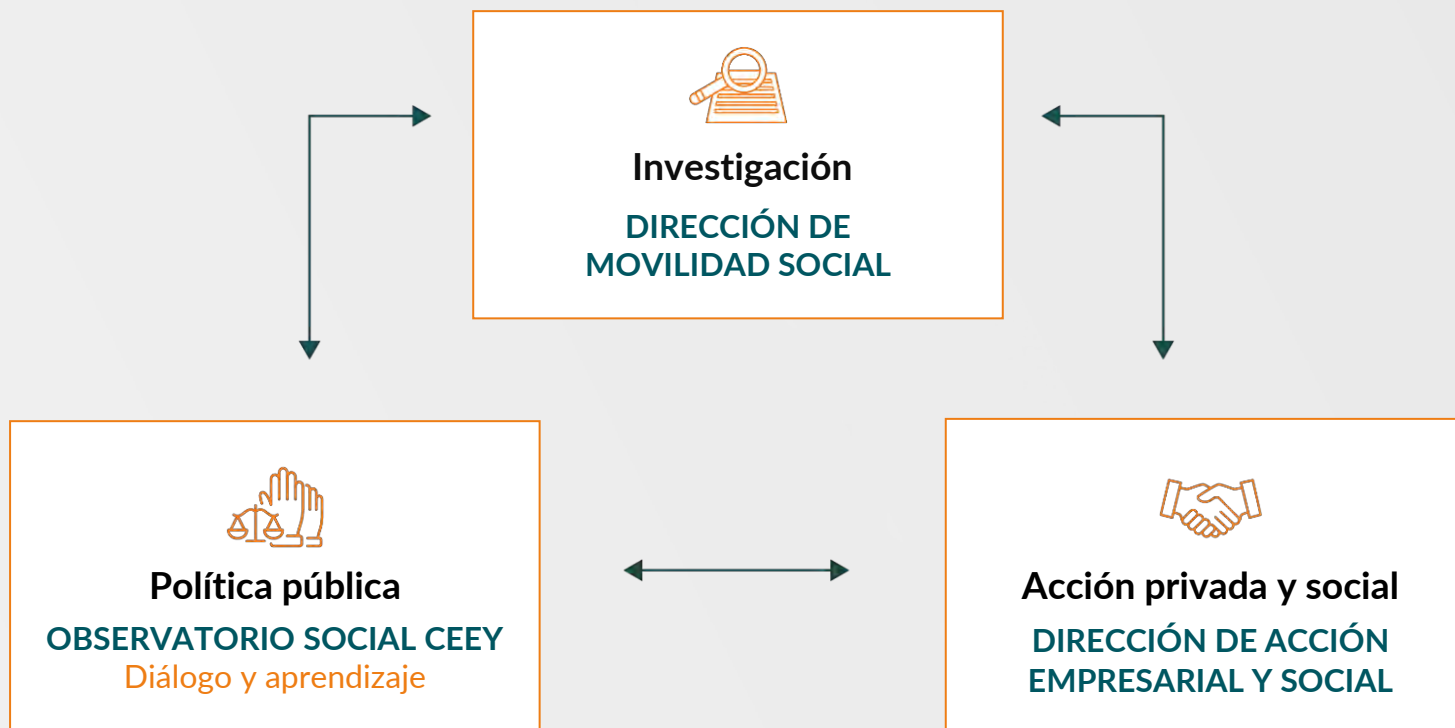 Investigación
DIRECCIÓN DE
MOVILIDAD SOCIAL
Política pública
OBSERVATORIO SOCIAL CEEY
Diálogo y aprendizaje
Acción privada y social
DIRECCIÓN DE ACCIÓN
EMPRESARIAL Y SOCIAL